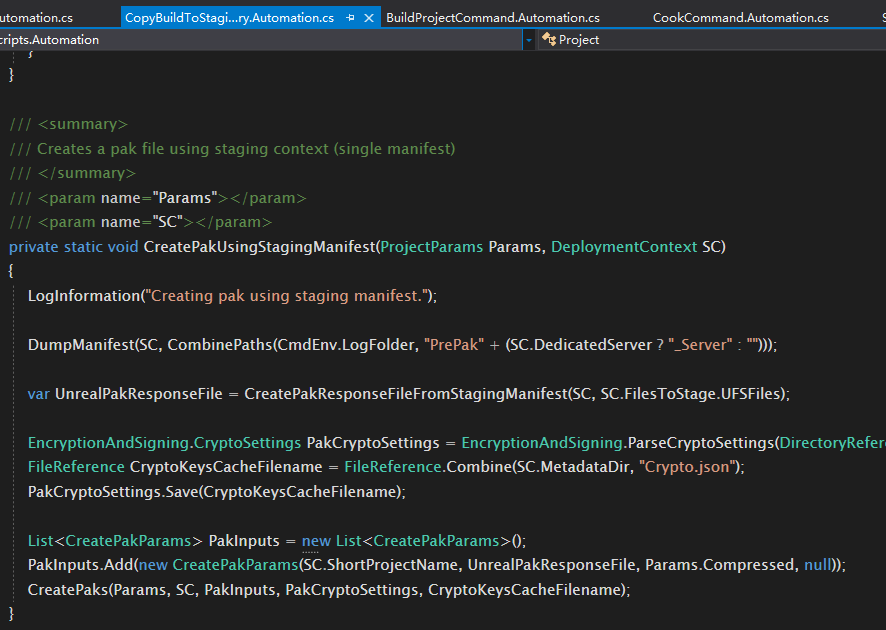 utomation.cs
CopyBuildToStagi...ry.Automation.cs
BuildProjectCommand.Automation.cs
CookCommand.Automation.cs
S
cripts.Automation
Project
}
}
/// <summary>
/// Creates a pak file using staging context (single manifest)
/// </summary>
/// <param name="Params"></param>
/// <param name="SC"></param>
private static void CreatePakUsingStagingManifest(ProjectParams Params, DeploymentContext SC)
{
LogInformation("Creating pak using staging manifest.");
DumpManifest(SC, CombinePaths(CmdEnv.LogFolder, "PrePak" + (SC.DedicatedServer ? "_Server" : "")));
var UnrealPakResponseFile = CreatePakResponseFileFromStagingManifest(SC, SC.FilesToStage.UFSFiles);
EncryptionAndSigning.CryptoSettings PakCryptoSettings = EncryptionAndSigning.ParseCryptoSettings(DirectoryRefere
FileReference CryptoKeysCacheFilename = FileReference.Combine(SC.MetadataDir, "Crypto.json");
PakCryptoSettings.Save(CryptoKeysCacheFilename);
List<CreatePakParams> PakInputs = new List<CreatePakParams>();
PakInputs.Add(new CreatePakParams(SC.ShortProjectName, UnrealPakResponseFile, Params.Compressed, null));
CreatePaks(Params, SC, PakInputs, PakCryptoSettings, CryptoKeysCacheFilename);
}